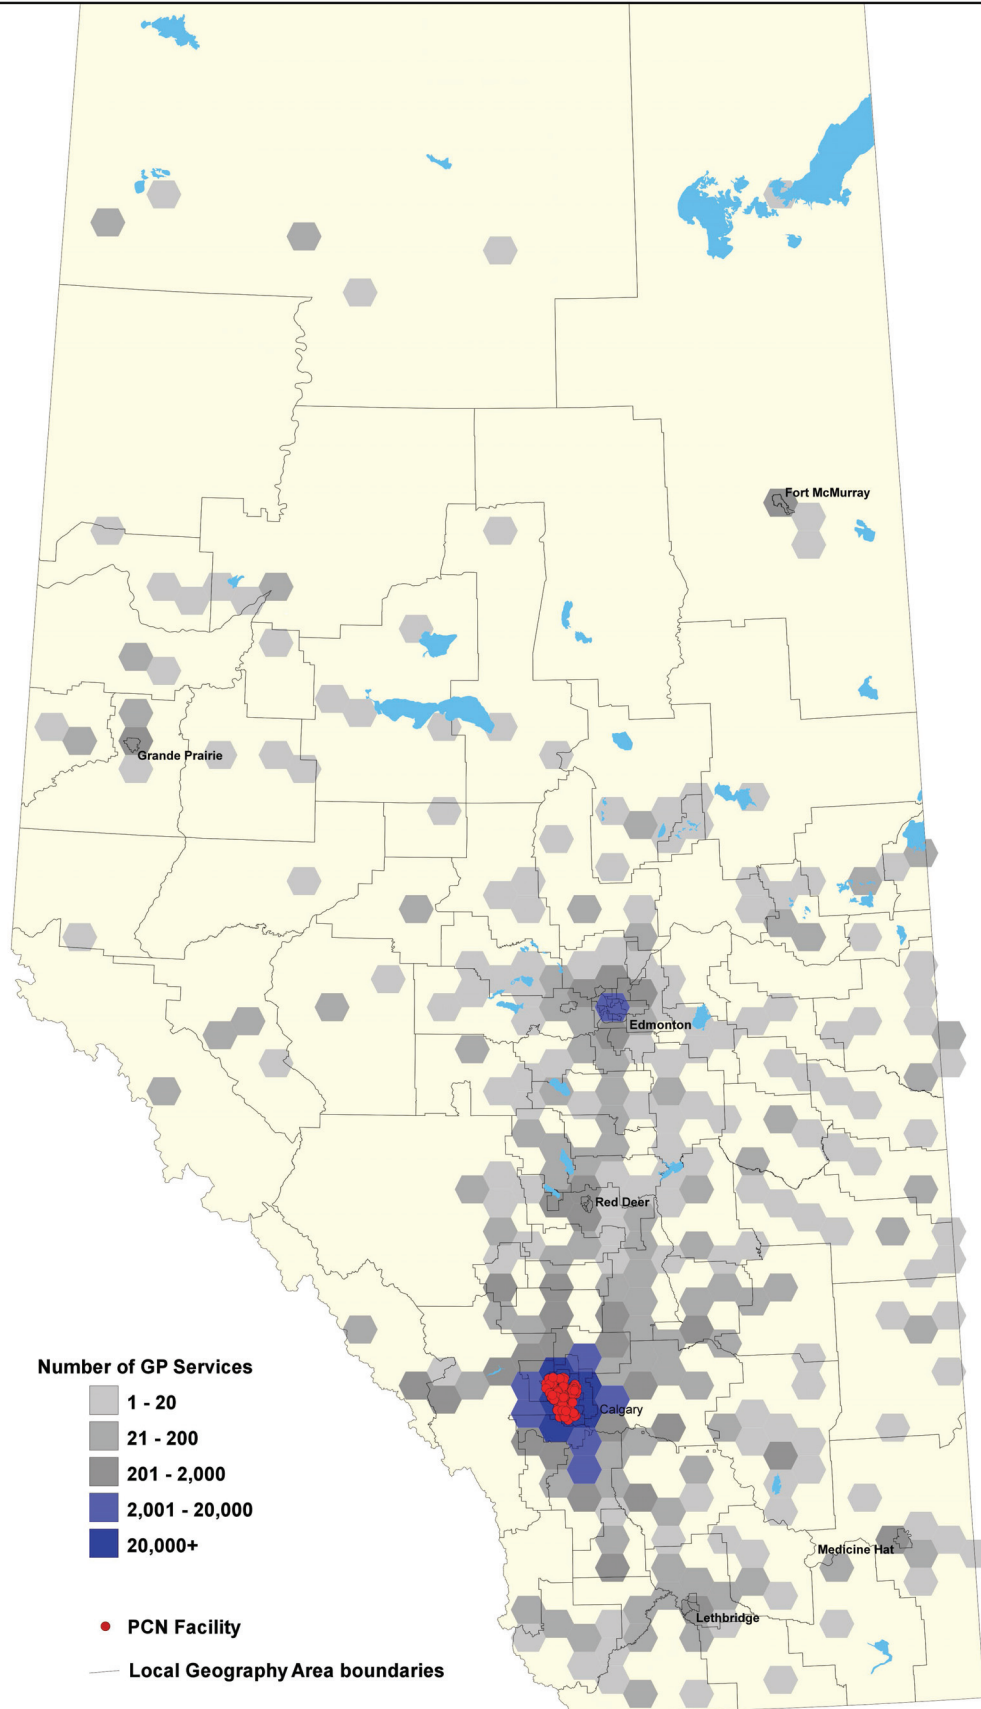 Fort McMurray
Grande Prairie
Edmonton
Red Deer
Number of GP Services
1 - 20
21 - 200
201 - 2,000
2,001 - 20,000
20,000+
Calgary
Medicine Hat
Lethbridge
PCN Facility
Local Geography Area boundaries